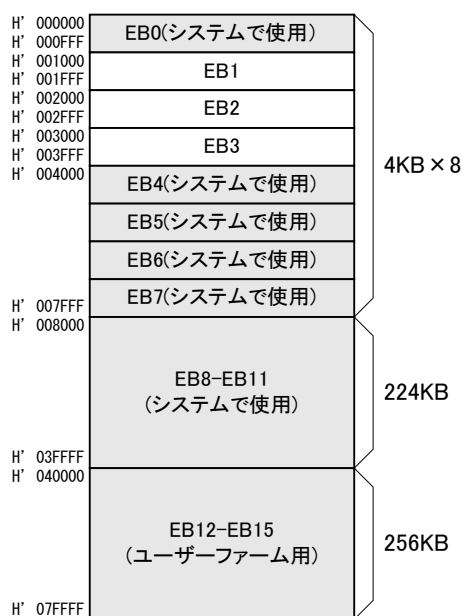 H’ 000000
EB0(システムで使用)
H’ 000FFF
H’ 001000
EB1
H’ 001FFF
H’ 002000
EB2
H’ 002FFF
H’ 003000
EB3
H’ 003FFF
H’ 004000
EB4(システムで使用)
4KB×8
EB5(システムで使用)
EB6(システムで使用)
EB7(システムで使用)
H’ 007FFF
H’ 008000
EB8-EB11
(システムで使用)
224KB
H’ 03FFFF
H’ 040000
EB12-EB15
(ユーザーファーム用)
256KB
H’ 07FFFF